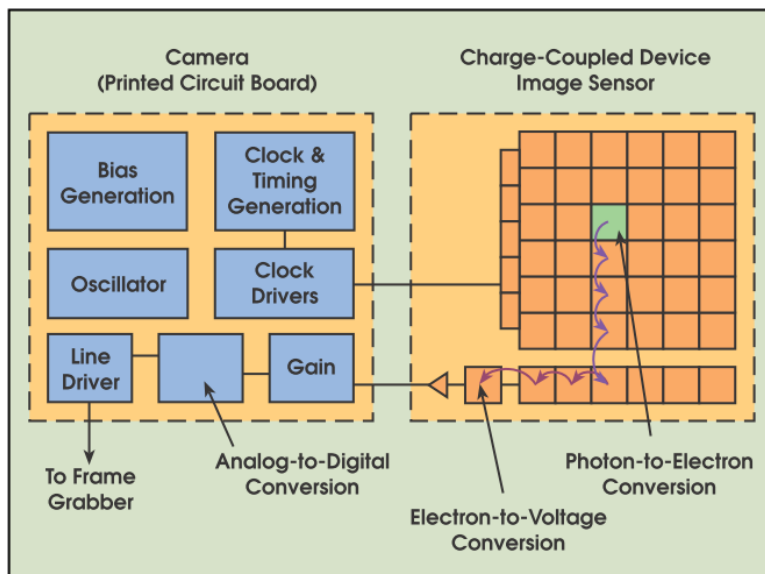 Camera
(Printed Circuit Board)
Charge-Coupled Device
Image Sensor
Bias
Generation
Clock &
Timing
Generation
Oscillator
Clock
Drivers
Line
Driver
Gain
To Frame
Grabber
Analog-to-Digital
Conversion
Electron-to-Voltage
Conversion
Photon-to-Electron
Conversion